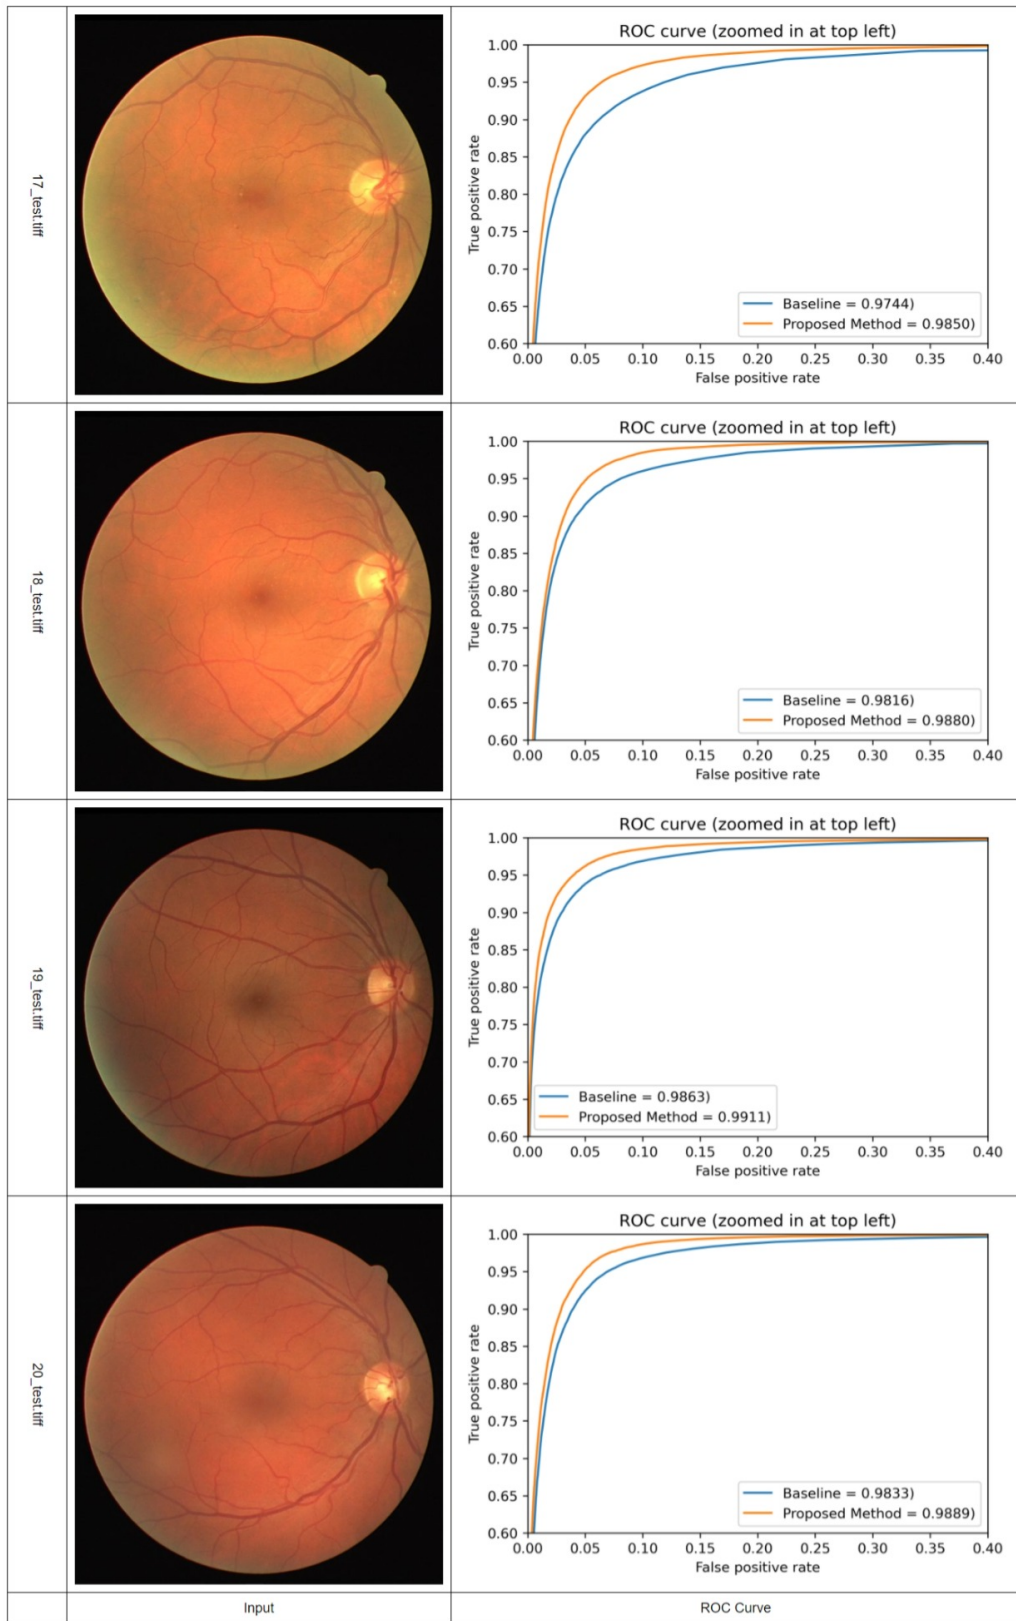 17_test.tiff
ROC curve (zoomed in at top left)
True positive rate
1.00
0.95
0.90
0.85
0.80
0.75
0.70
0.65
0.60
Baseline = 0.9744)
Proposed Method = 0.9850)
0.00 0.05 0.10 0.15 0.20 0.25 0.30 0.35 0.40
False positive rate
18_test.tiff
ROC curve (zoomed in at top left)
True positive rate
1.00
0.95
0.90
0.85
0.80
0.75
0.70
0.65
0.60
Baseline = 0.9816)
Proposed Method = 0.9880)
0.00 0.05 0.10 0.15 0.20 0.25 0.30 0.35 0.40
False positive rate
19_test.tiff
ROC curve (zoomed in at top left)
True positive rate
1.00
0.95
0.90
0.85
0.80
0.75
0.70
0.65
0.60
Baseline = 0.9863)
Proposed Method = 0.9911)
0.00 0.05 0.10 0.15 0.20 0.25 0.30 0.35 0.40
False positive rate
20_test.tiff
ROC curve (zoomed in at top left)
True positive rate
1.00
0.95
0.90
0.85
0.80
0.75
0.70
0.65
0.60
Baseline = 0.9833)
Proposed Method = 0.9889)
0.00 0.05 0.10 0.15 0.20 0.25 0.30 0.35 0.40
False positive rate
Input
ROC Curve